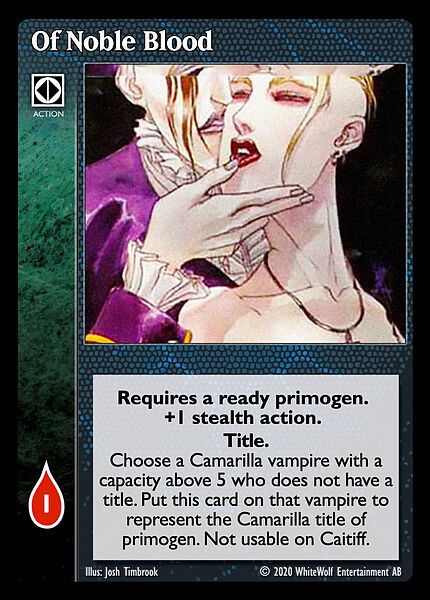 Of Noble Blood
ACTION
Requires a ready primogen.
+1 stealth action.
Title.
Choose a Camarilla vampire with a
capacity above 5 who does not have a
title. Put this card on that vampire to
represent the Camarilla title of
primogen. Not usable on Caitiff.
1
Illus: Josh Timbrook © 2020 WhiteWolf Entertainment AB